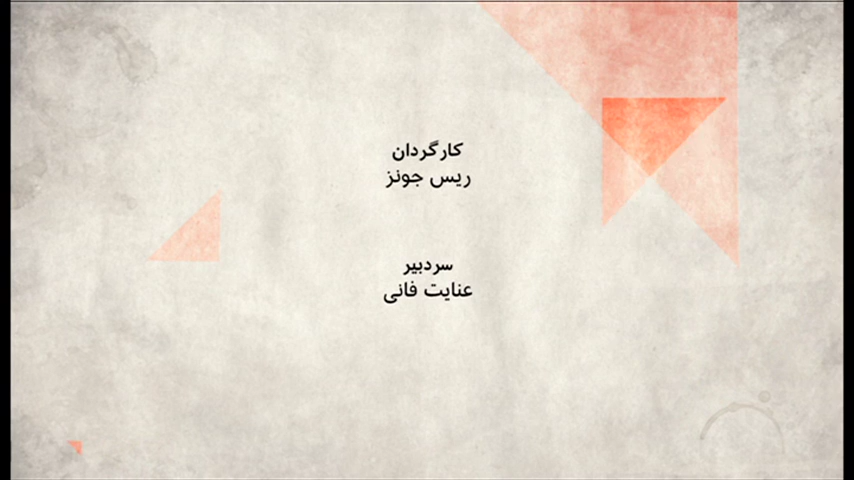 کارگردان
ریس جونز
سردبیر
عنایت فانی